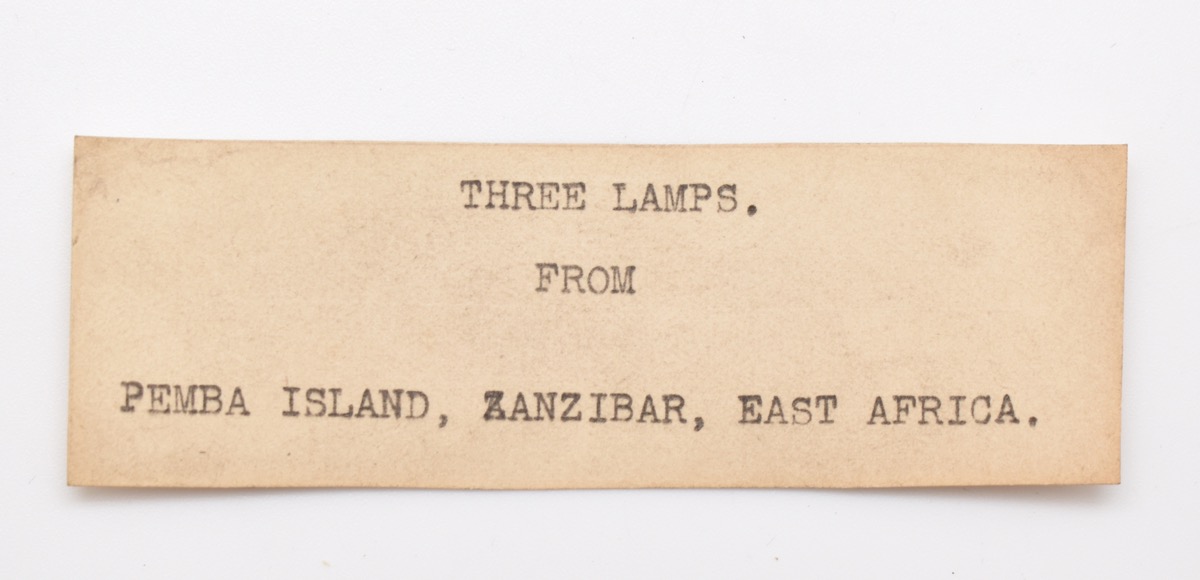 THREE LAMPS.
FROM
PEMBA ISLAND, ZANZIBAR, EAST AFRICA.